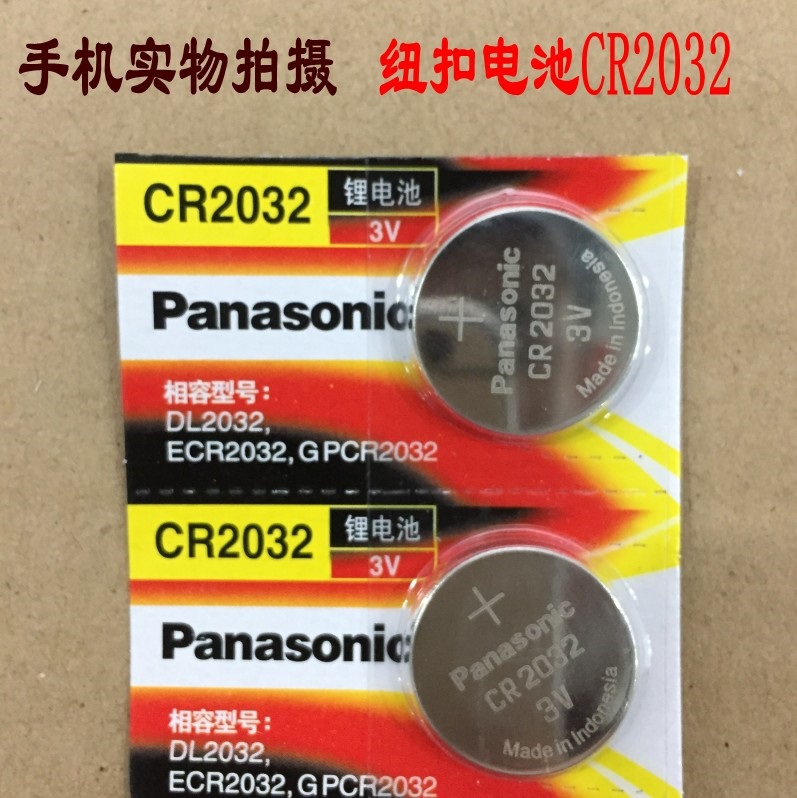 手机实物拍摄 纽扣电池CR2032
CR2032 锂电池
3V
Panasonic
相容型号：
DL2032,
ECR2032, GPCR2032
Panasonic
CR 2032
3V
Made in Indonesia
CR2032 锂电池
3V
Panasonic
相容型号：
DL2032,
ECR2032, GPCR2032
Panasonic
CR 2032
3V
Made in Indonesia